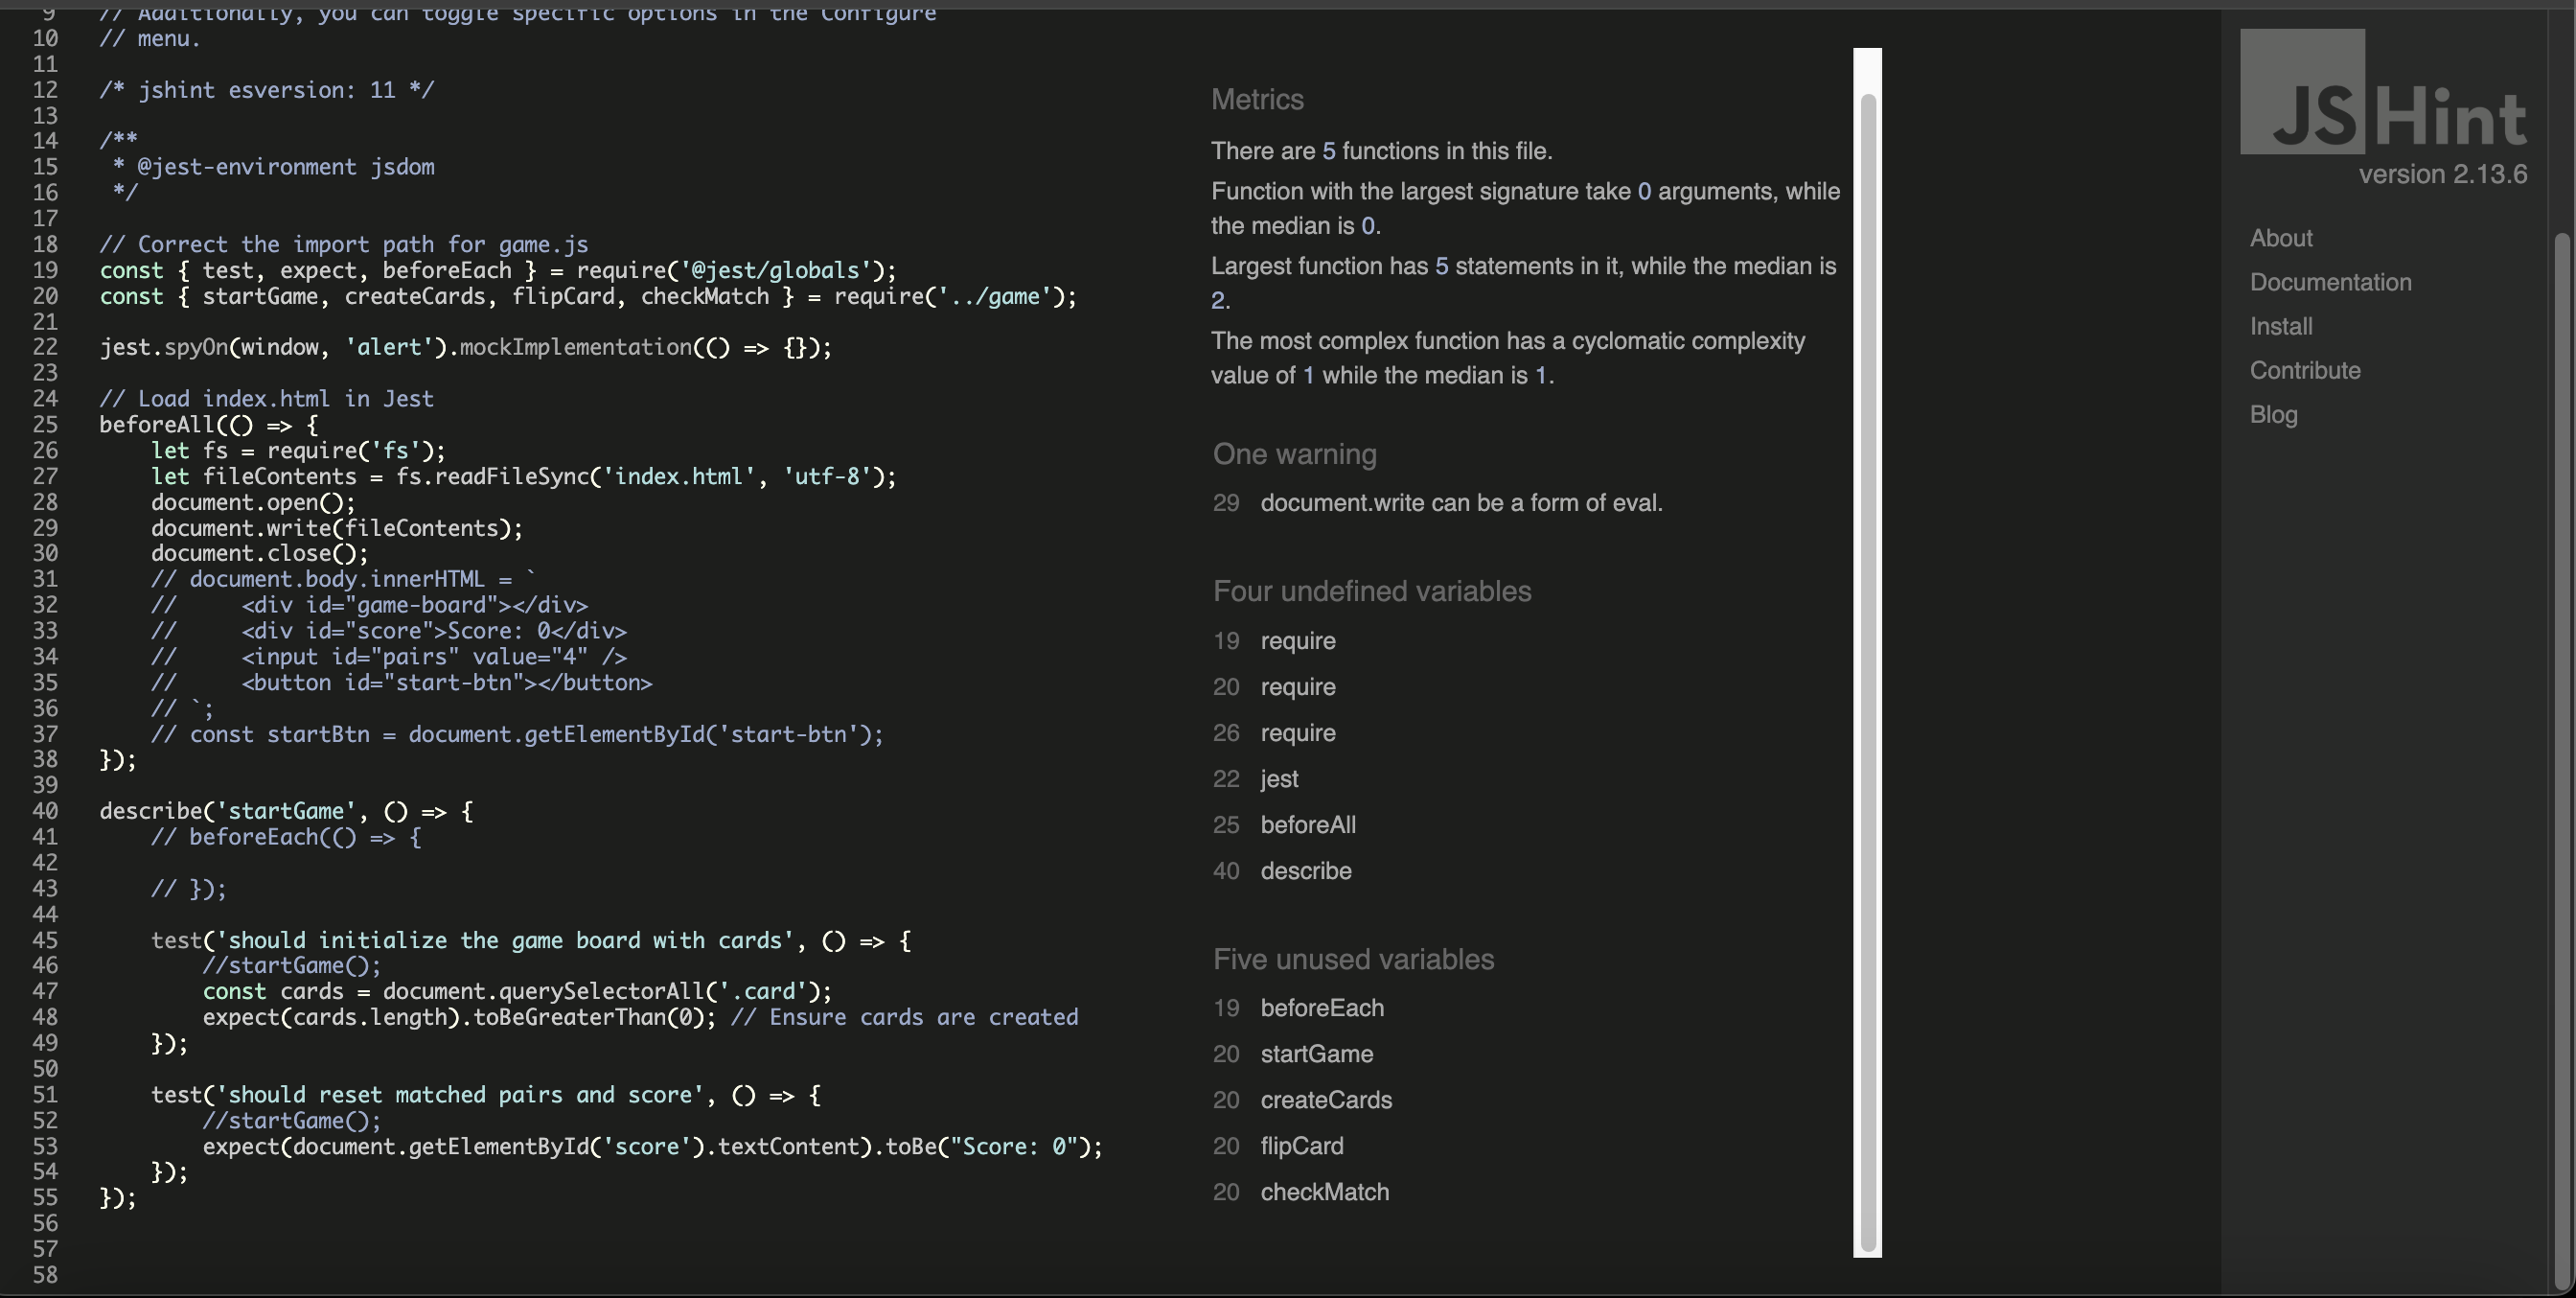 9 // Additionally, you can toggle specific options in the Configure
10 // menu.
11
12 /* jshint esversion: 11 */
13
14 /**
15  * @jest-environment jsdom
16  */
17
18 // Correct the import path for game.js
19 const { test, expect, beforeEach } = require('@jest/globals');
20 const { startGame, createCards, flipCard, checkMatch } = require('../game');
21
22 jest.spyOn(window, 'alert').mockImplementation(() => {});
23
24 // Load index.html in Jest
25 beforeAll(() => {
26     let fs = require('fs');
27     let fileContents = fs.readFileSync('index.html', 'utf-8');
28     document.open();
29     document.write(fileContents);
30     document.close();
31     // document.body.innerHTML = `
32     //     <div id="game-board"></div>
33     //     <div id="score">Score: 0</div>
34     //     <input id="pairs" value="4" />
35     //     <button id="start-btn"></button>
36     // `;
37     // const startBtn = document.getElementById('start-btn');
38 });
39
40 describe('startGame', () => {
41     // beforeEach(() => {
42
43     // });
44
45     test('should initialize the game board with cards', () => {
46         //startGame();
47         const cards = document.querySelectorAll('.card');
48         expect(cards.length).toBeGreaterThan(0); // Ensure cards are created
49     });
50
51     test('should reset matched pairs and score', () => {
52         //startGame();
53         expect(document.getElementById('score').textContent).toBe("Score: 0");
54     });
55 });
56
57
58
Metrics
There are 5 functions in this file.
Function with the largest signature take 0 arguments, while
the median is 0.
Largest function has 5 statements in it, while the median is
2.
The most complex function has a cyclomatic complexity
value of 1 while the median is 1.
One warning
29 document.write can be a form of eval.
Four undefined variables
19 require
20 require
26 require
22 jest
25 beforeAll
40 describe
Five unused variables
19 beforeEach
20 startGame
20 createCards
20 flipCard
20 checkMatch
JSHint
version 2.13.6
About
Documentation
Install
Contribute
Blog